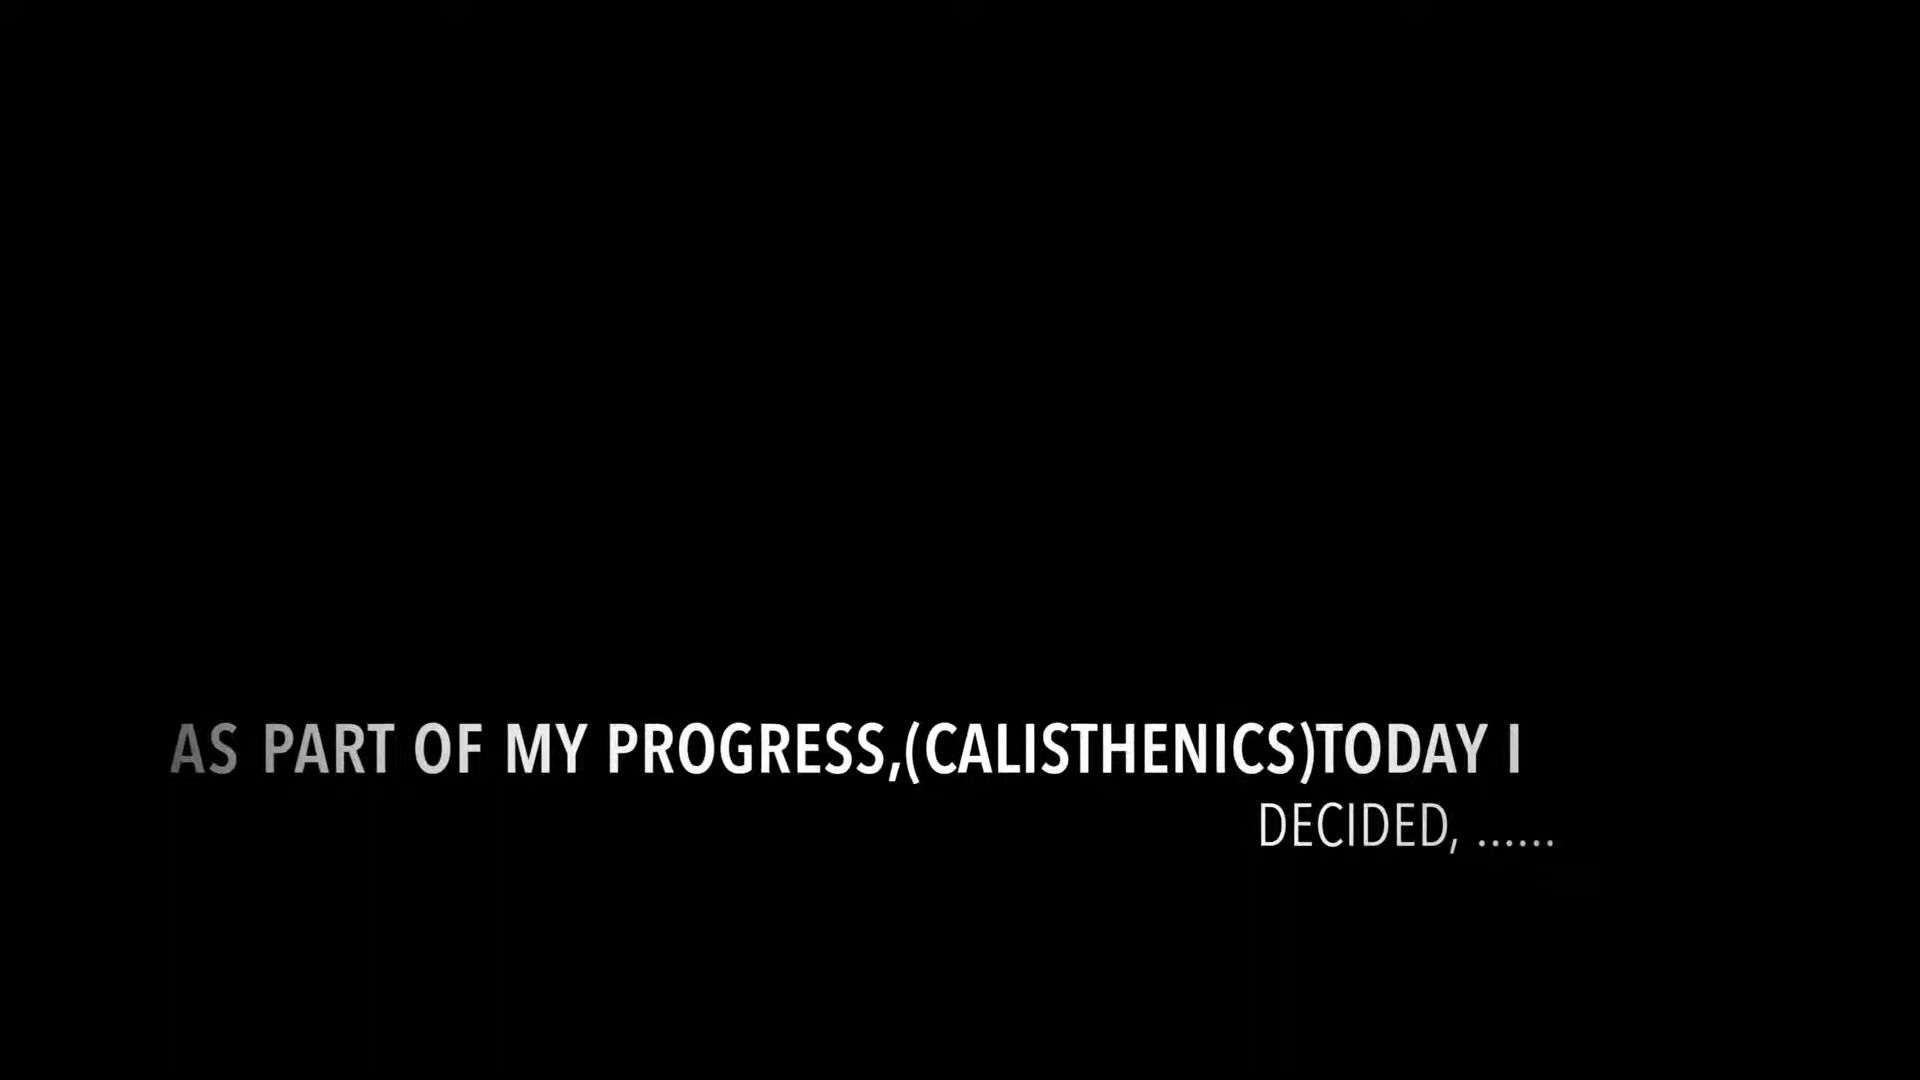 AS PART OF MY PROGRESS,(CALISTHENICS)TODAY I
DECIDED, ......